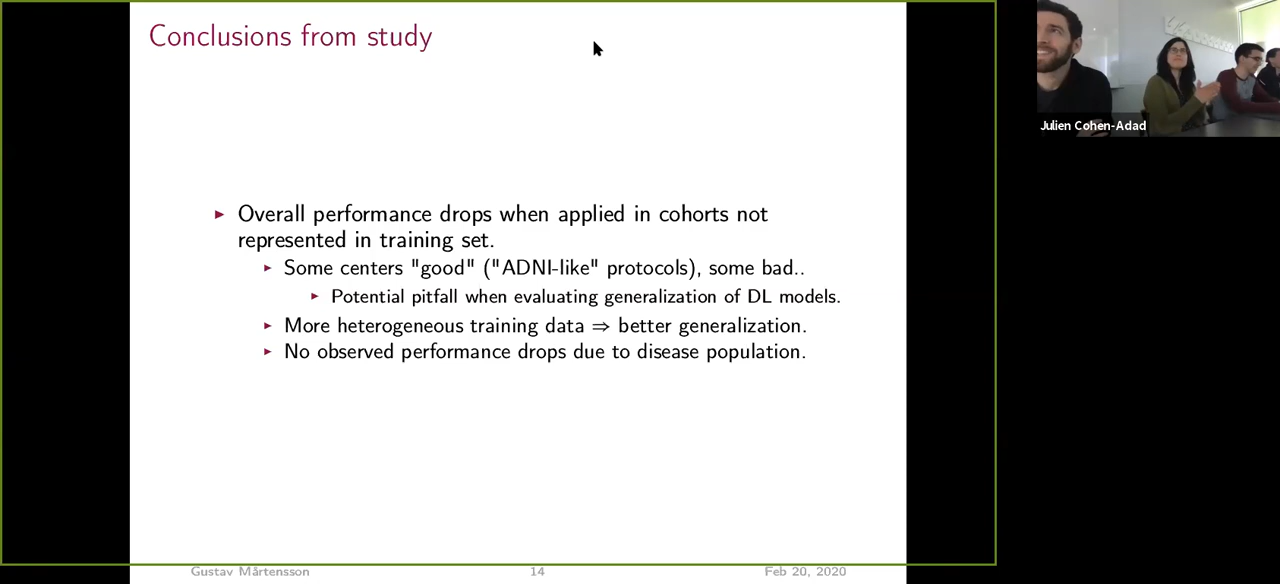 Conclusions from study
Julien Cohen-Adad
▸ Overall performance drops when applied in cohorts not
represented in training set.
▸ Some centers "good" ("ADNI-like" protocols), some bad..
▸ Potential pitfall when evaluating generalization of DL models.
▸ More heterogeneous training data ⇒ better generalization.
▸ No observed performance drops due to disease population.
Gustav Mårtensson 14 Feb 20, 2020